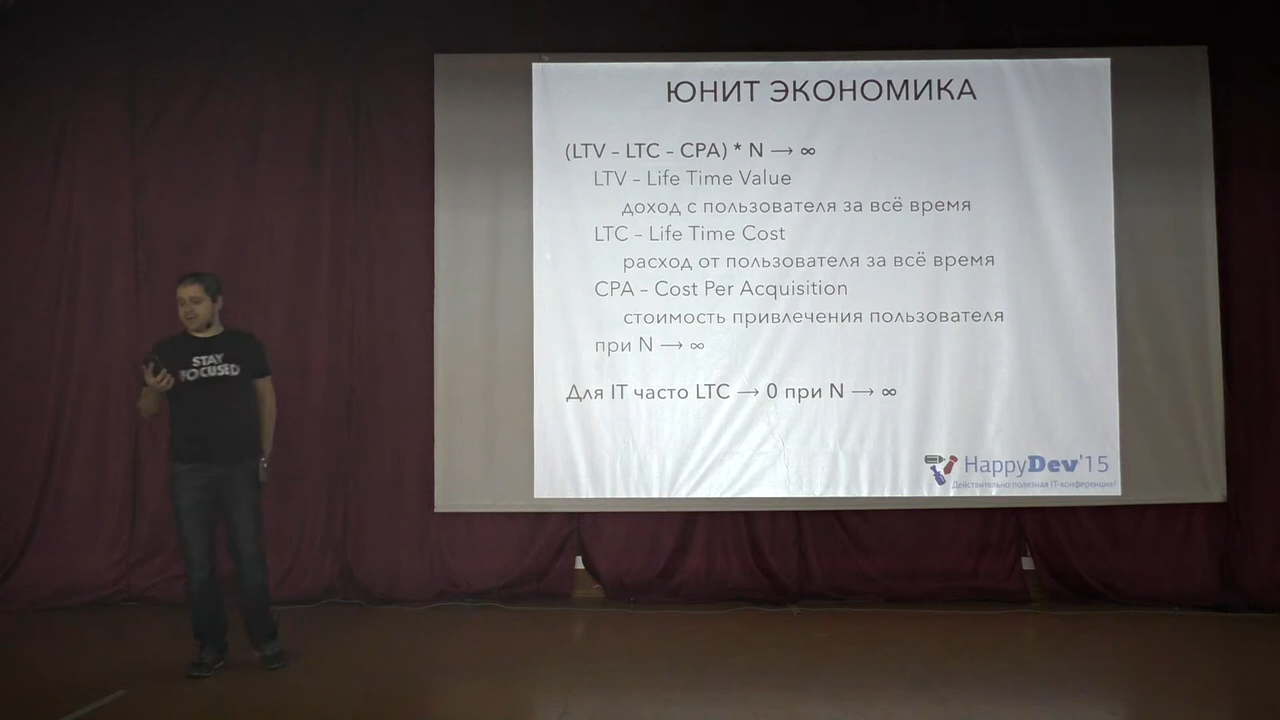 ЮНИТ ЭКОНОМИКА
(LTV – LTC – CPA) * N → ∞
LTV – Life Time Value
доход с пользователя за всё время
LTC – Life Time Cost
расход от пользователя за всё время
CPA – Cost Per Acquisition
стоимость привлечения пользователя
при N → ∞
Для IT часто LTC → 0 при N → ∞
HappyDev'15
Действительно полезная IT-конференция!
STAY
FOCUSED